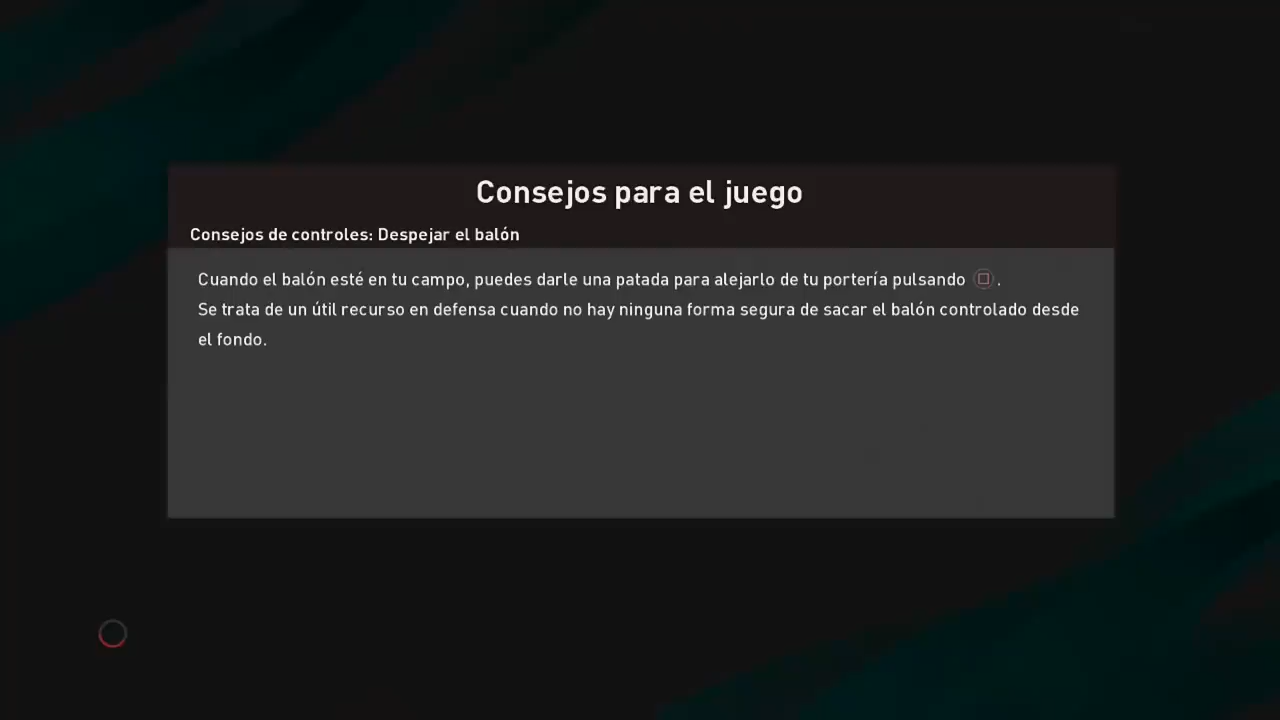 Consejos para el juego
Consejos de controles: Despejar el balón
Cuando el balón esté en tu campo, puedes darle una patada para alejarlo de tu portería pulsando □.
Se trata de un útil recurso en defensa cuando no hay ninguna forma segura de sacar el balón controlado desde
el fondo.